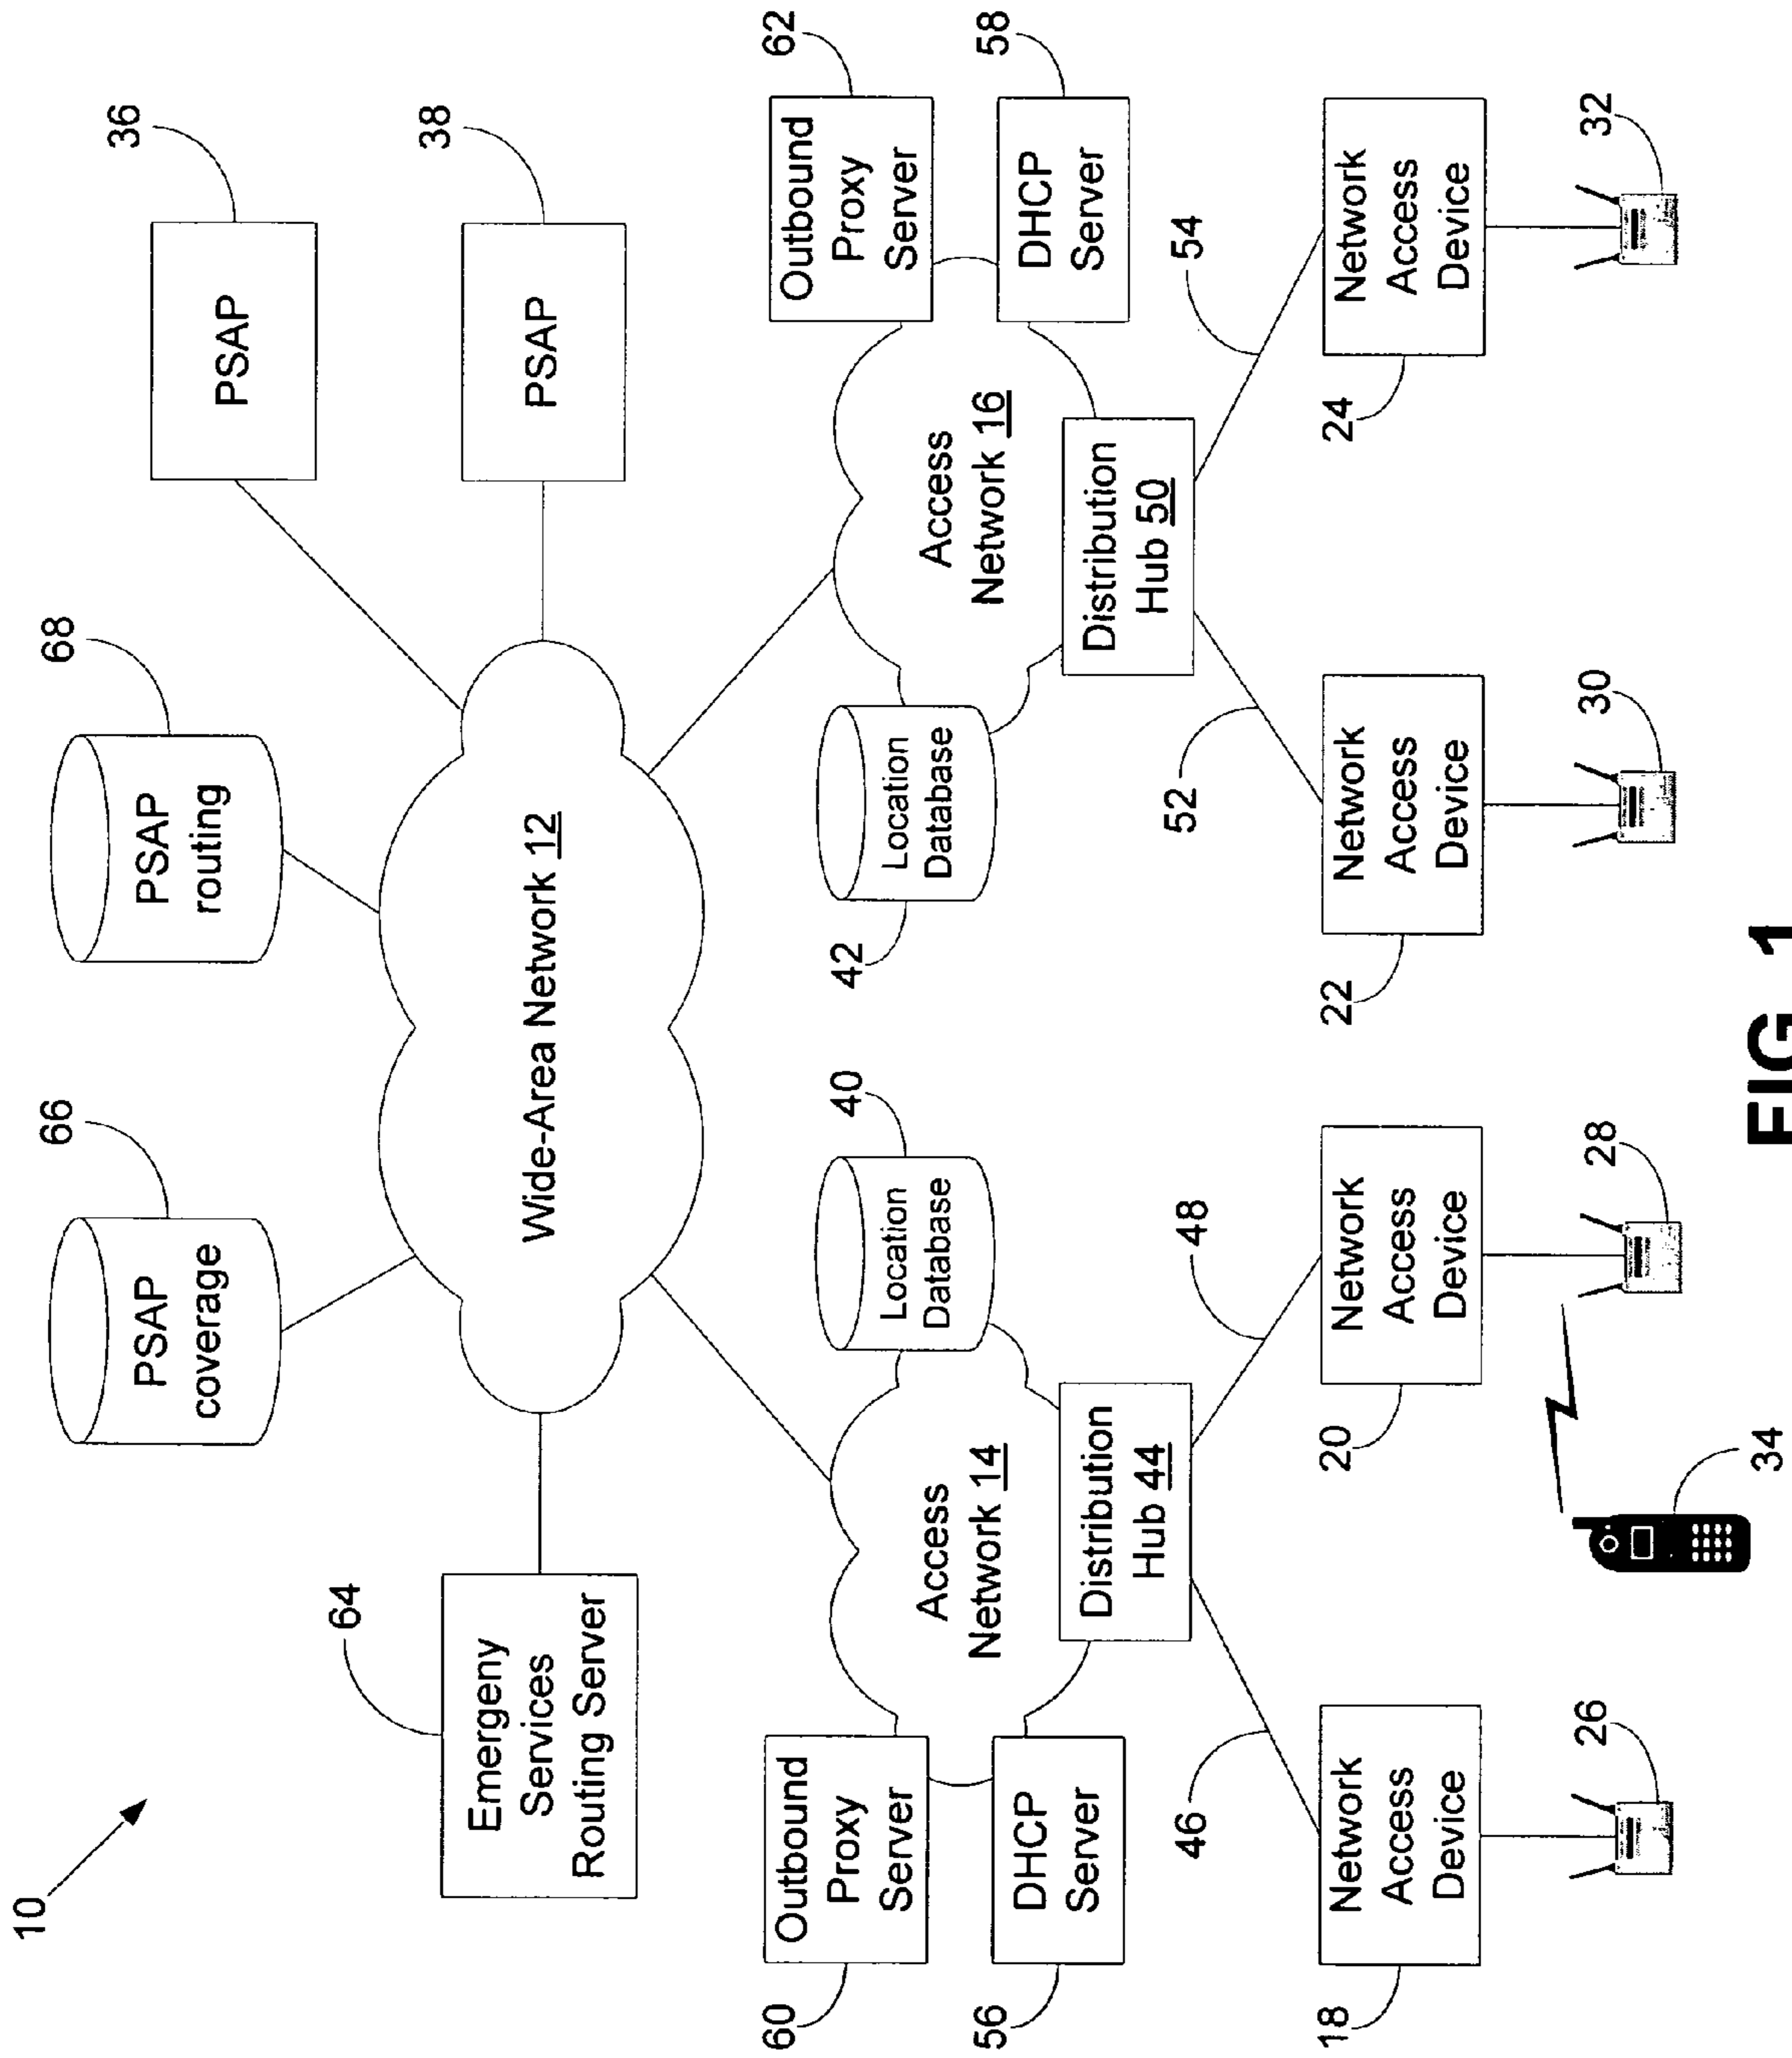 10
66
68
36
PSAP
coverage
PSAP
routing
PSAP
64
38
Emergeny
Services
Routing Server
Wide-Area Network 12
PSAP
62
Outbound
Proxy
Server
40
Location
Database
42
Location
Database
Outbound
Proxy
Server
60
Access
Network 14
Access
Network 16
58
DHCP
Server
56
DHCP
Server
Distribution
Hub 44
Distribution
Hub 50
46
48
52
54
18
Network
Access
Device
20
Network
Access
Device
22
Network
Access
Device
24
Network
Access
Device
26
28
30
32
34
FIG 1